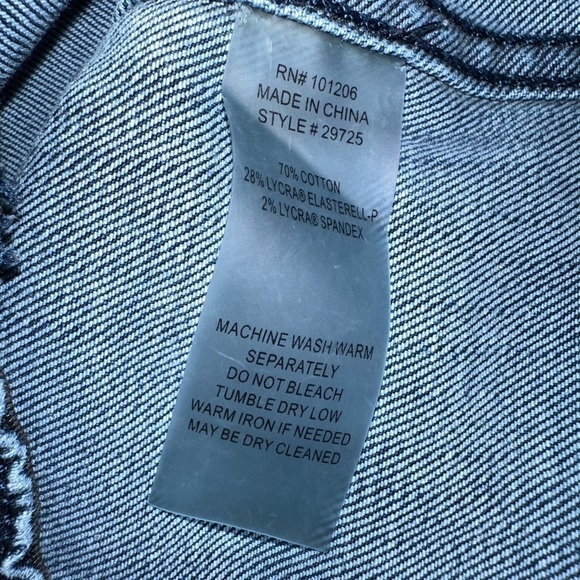 RN# 101206
MADE IN CHINA
STYLE # 29725
70% COTTON
28% LYCRA® ELASTERELL-P
2% LYCRA® SPANDEX
MACHINE WASH WARM
SEPARATELY
DO NOT BLEACH
TUMBLE DRY LOW
WARM IRON IF NEEDED
MAY BE DRY CLEANED